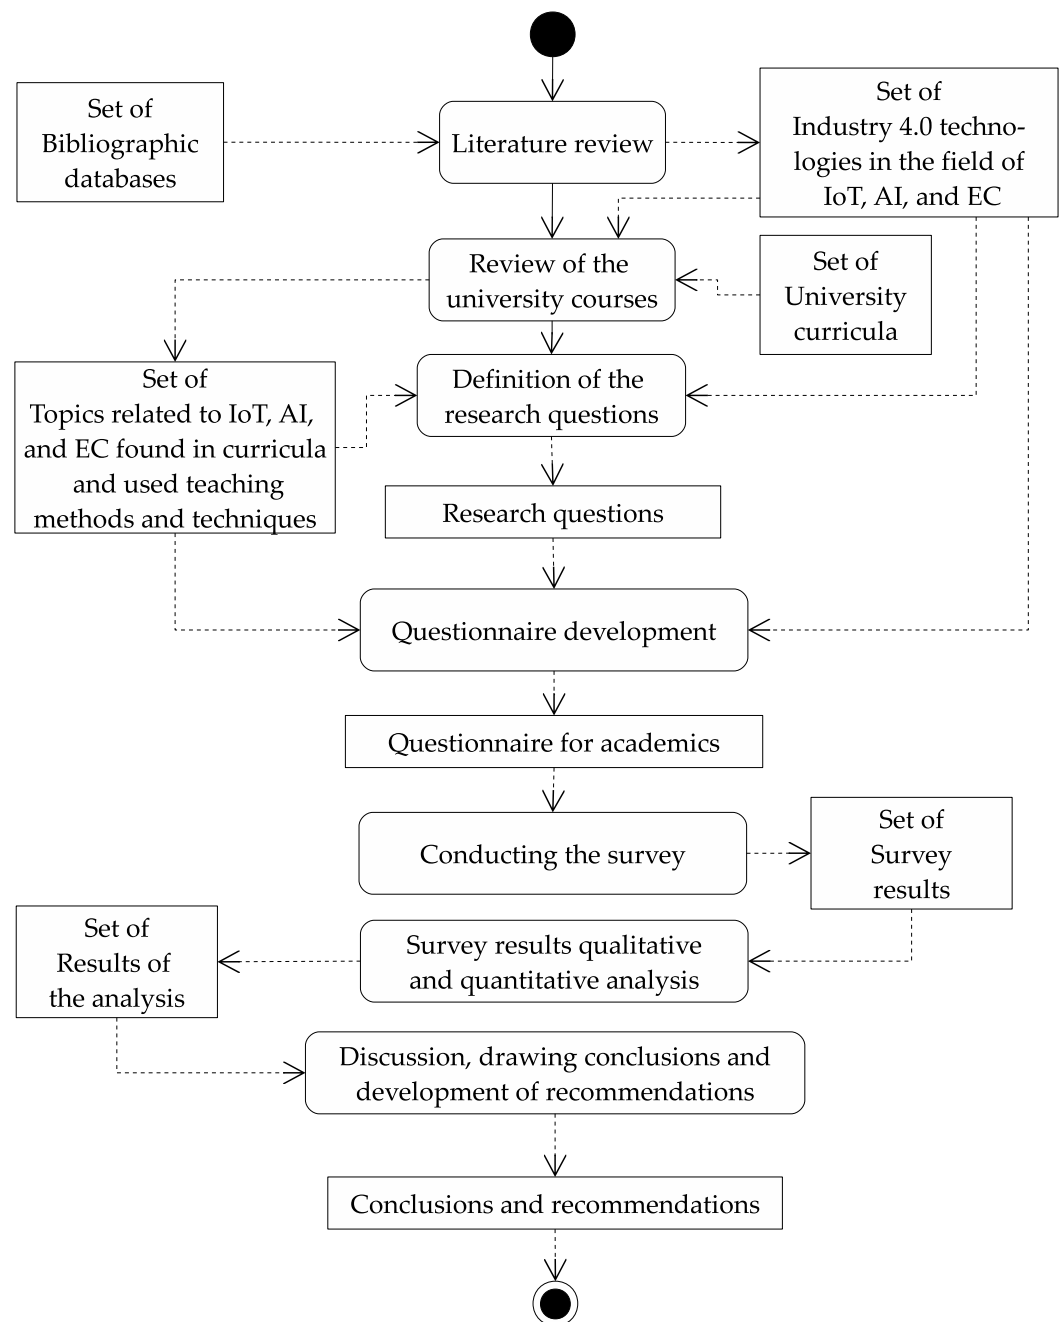 Set of
Bibliographic
databases
Literature review
Set of
Industry 4.0 techno-
logies in the field of
IoT, AI, and EC
Review of the
university courses
Set of
University
curricula
Set of
Topics related to IoT, AI,
and EC found in curricula
and used teaching
methods and techniques
Definition of the
research questions
Research questions
Questionnaire development
Questionnaire for academics
Conducting the survey
Set of
Survey
results
Set of
Results of
the analysis
Survey results qualitative
and quantitative analysis
Discussion, drawing conclusions and
development of recommendations
Conclusions and recommendations